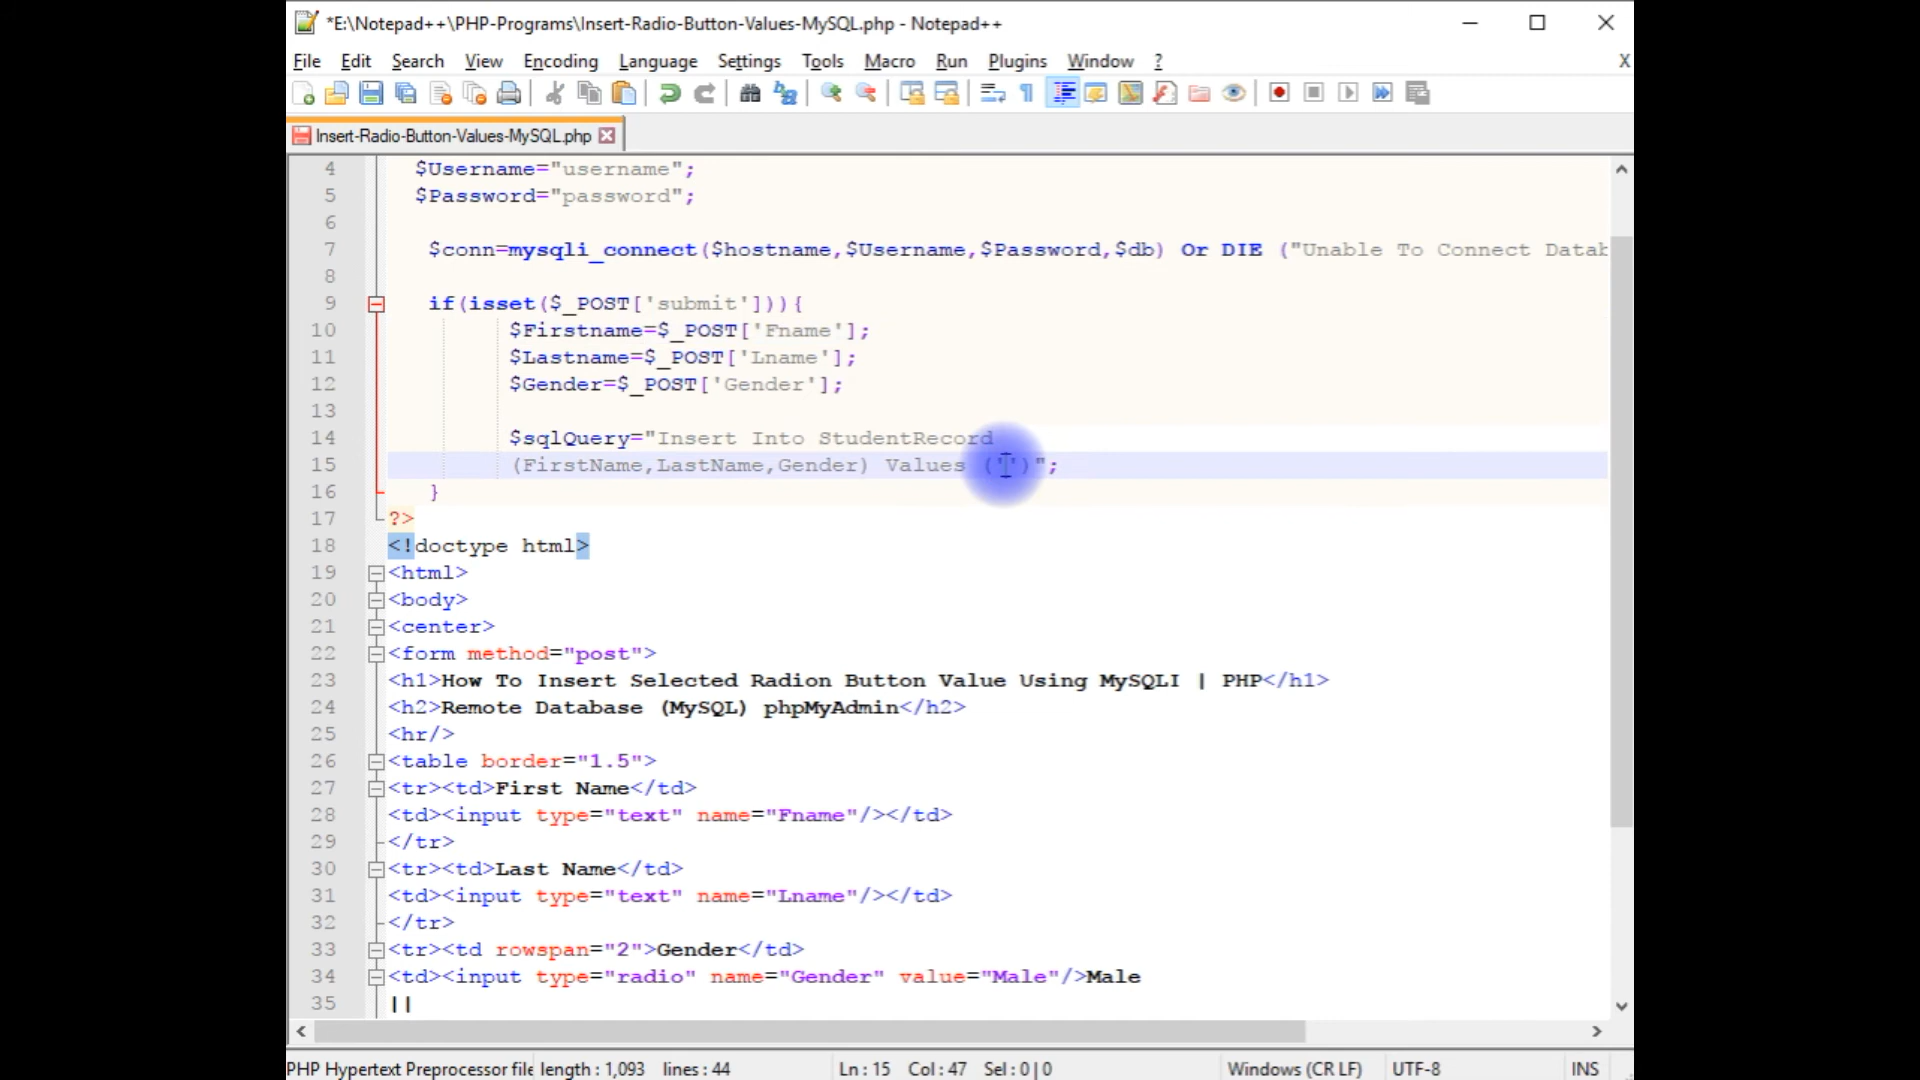 *E:\Notepad++\PHP-Programs\Insert-Radio-Button-Values-MySQL.php - Notepad++
File Edit Search View Encoding Language Settings Tools Macro Run Plugins Window ? X
Insert-Radio-Button-Values-MySQL.php
4 $Username="username";
5 $Password="password";
6
7 $conn=mysqli_connect($hostname,$Username,$Password,$db) Or DIE ("Unable To Connect Datab
8
9 if(isset($_POST['submit'])){
10 $Firstname=$_POST['Fname'];
11 $Lastname=$_POST['Lname'];
12 $Gender=$_POST['Gender'];
13
14 $sqlQuery="Insert Into StudentRecord
15 (FirstName,LastName,Gender) Values ('')";
16 }
17 ?>
18 <!doctype html>
19 <html>
20 <body>
21 <center>
22 <form method="post">
23 <h1>How To Insert Selected Radion Button Value Using MySQLI | PHP</h1>
24 <h2>Remote Database (MySQL) phpMyAdmin</h2>
25 <hr/>
26 <table border="1.5">
27 <tr><td>First Name</td>
28 <td><input type="text" name="Fname"/></td>
29 </tr>
30 <tr><td>Last Name</td>
31 <td><input type="text" name="Lname"/></td>
32 </tr>
33 <tr><td rowspan="2">Gender</td>
34 <td><input type="radio" name="Gender" value="Male"/>Male
35 ||
PHP Hypertext Preprocessor file length : 1,093 lines : 44 Ln : 15 Col : 47 Sel : 0 | 0 Windows (CR LF) UTF-8 INS